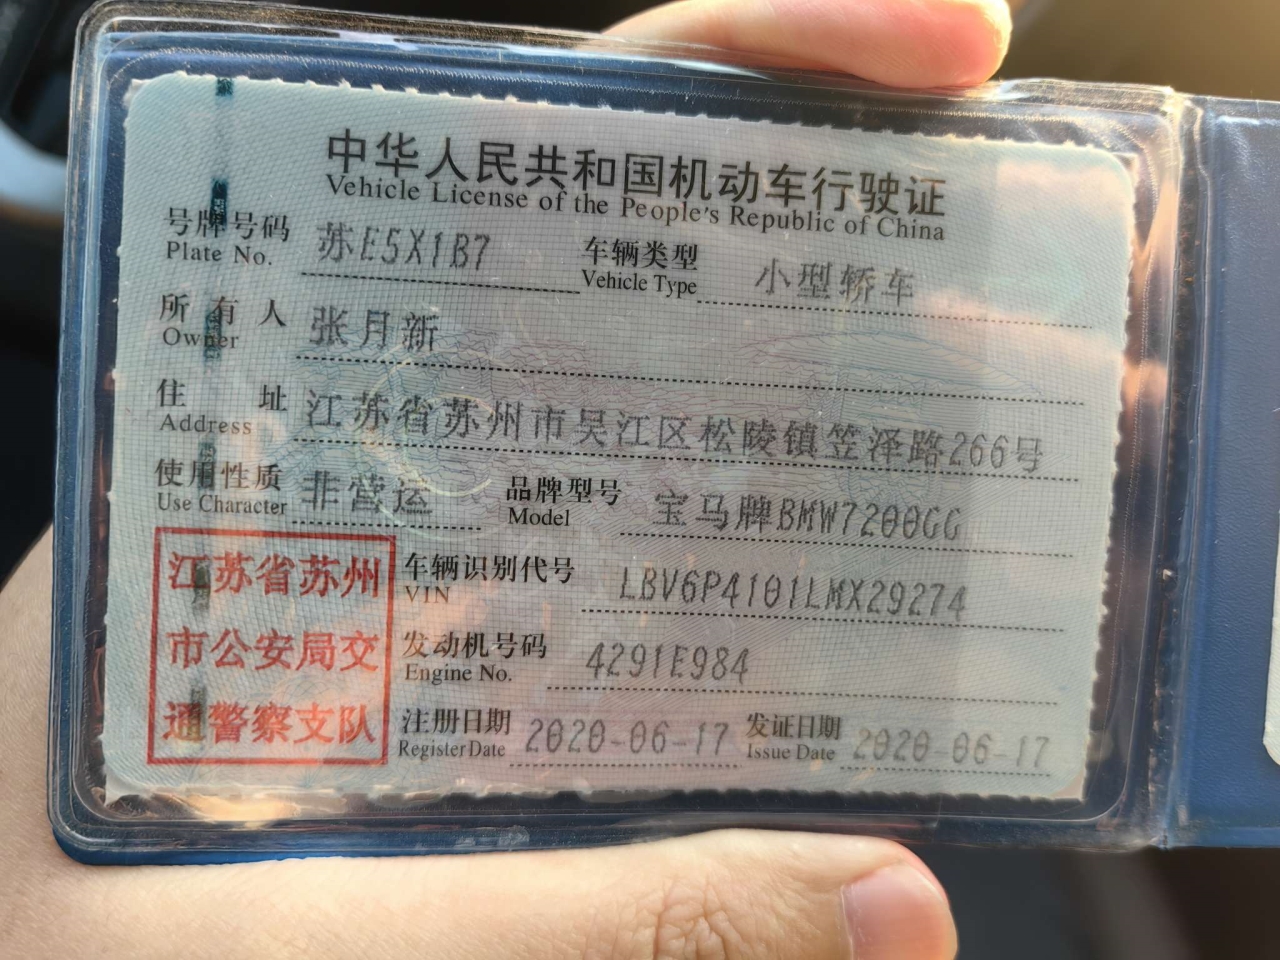 中华人民共和国机动车行驶证
Vehicle License of the People's Republic of China
号牌号码 苏E5X1B7 车辆类型 小型轿车
Plate No. Vehicle Type
所有人 张月新
Owner
住址 江苏省苏州市吴江区松陵镇笠泽路266号
Address
使用性质 非营运 品牌型号 宝马牌BMW7200GG
Use Character Model
江苏省苏州
市公安局交
通警察支队
车辆识别代号 LBV6P4101LMX29274
VIN
发动机号码 4291E984
Engine No.
注册日期 2020-06-17 发证日期 2020-06-17
Register Date Issue Date